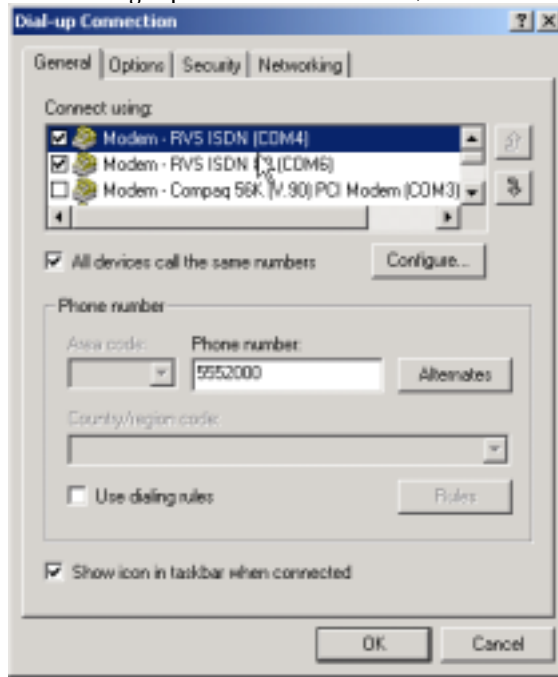 Dial-up Connection
General Options Security Networking
Connect using:
Modem - RVS ISDN (COM4)
Modem - RVS ISDN (COM6)
Modem - Compaq 56K (V.90) PCI Modem (COM3)
All devices call the same numbers Configure...
Phone number
Area code: Phone number:
5552000 Alternates
Country/region code:
Use dialing rules Rules
Show icon in taskbar when connected
OK Cancel